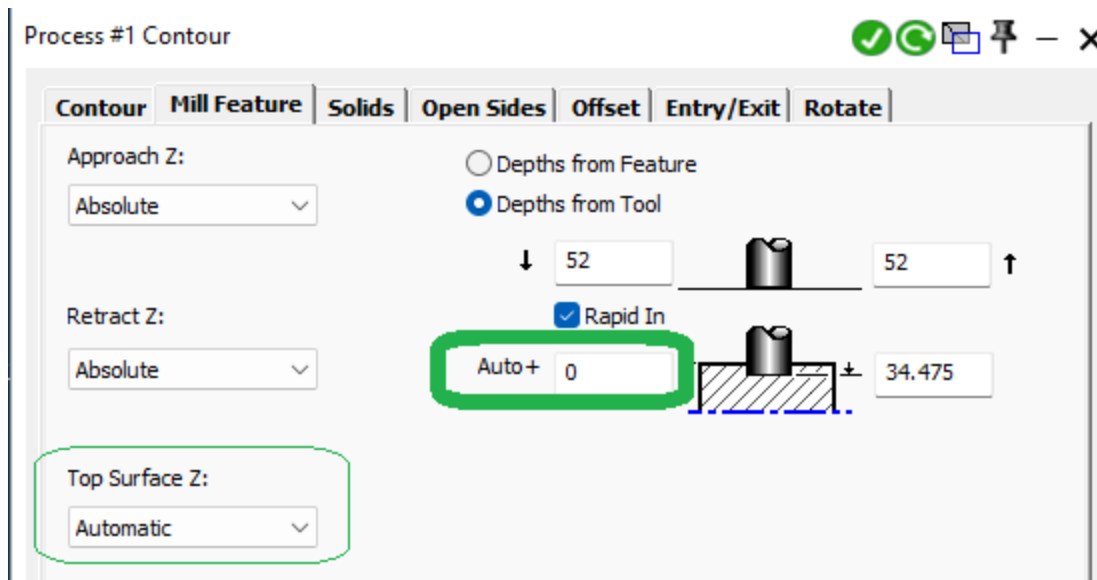 Process #1 Contour
Contour Mill Feature Solids Open Sides Offset Entry/Exit Rotate
Approach Z:
Absolute
Depths from Feature
Depths from Tool
52 52
Retract Z:
Rapid In
Absolute
Auto+ 0 34.475
Top Surface Z:
Automatic